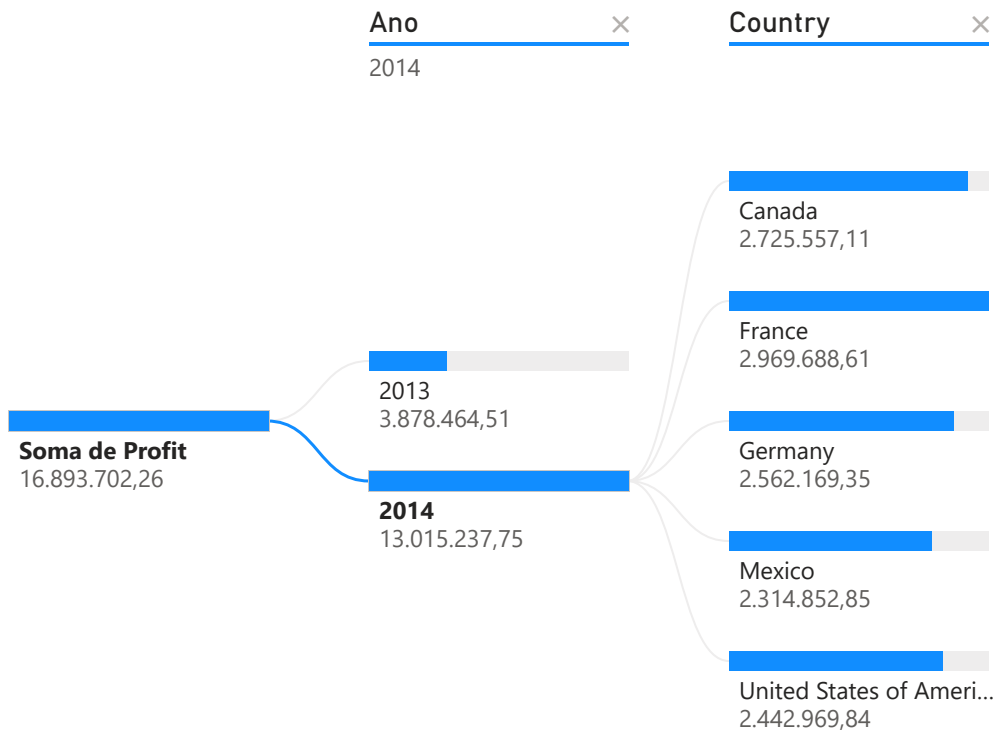 Ano
2014
Country
Soma de Profit
16.893.702,26
2013
3.878.464,51
2014
13.015.237,75
Canada
2.725.557,11
France
2.969.688,61
Germany
2.562.169,35
Mexico
2.314.852,85
United States of Ameri...
2.442.969,84